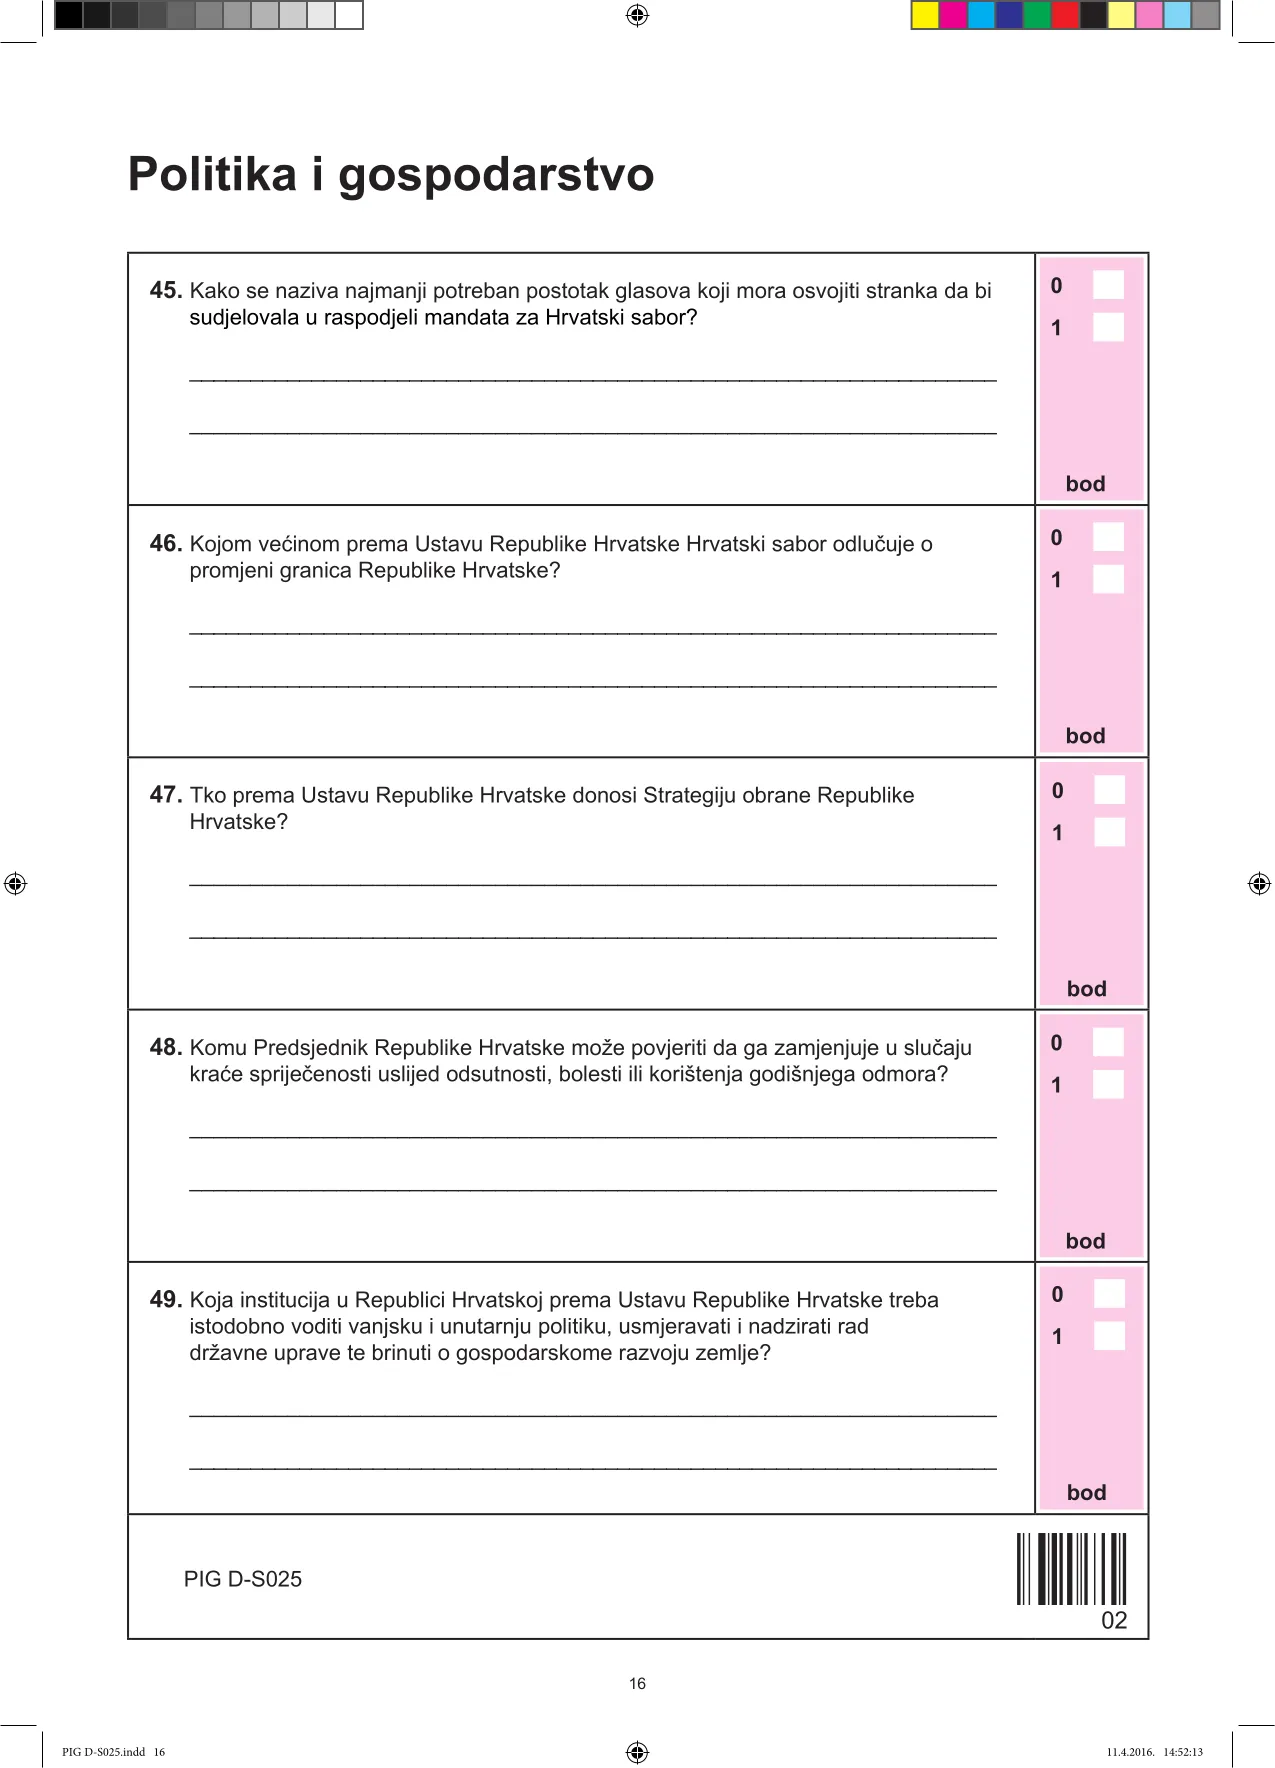 Politika i gospodarstvo
45. Kako se naziva najmanji potreban postotak glasova koji mora osvojiti stranka da bi
sudjelovala u raspodjeli mandata za Hrvatski sabor?
0
1
bod
46. Kojom većinom prema Ustavu Republike Hrvatske Hrvatski sabor odlučuje o
promjeni granica Republike Hrvatske?
0
1
bod
47. Tko prema Ustavu Republike Hrvatske donosi Strategiju obrane Republike
Hrvatske?
0
1
bod
48. Komu Predsjednik Republike Hrvatske može povjeriti da ga zamjenjuje u slučaju
kraće spriječenosti uslijed odsutnosti, bolesti ili korištenja godišnjega odmora?
0
1
bod
49. Koja institucija u Republici Hrvatskoj prema Ustavu Republike Hrvatske treba
istodobno voditi vanjsku i unutarnju politiku, usmjeravati i nadzirati rad
državne uprave te brinuti o gospodarskome razvoju zemlje?
0
1
bod
PIG D-S025
02
16
PIG D-S025.indd 16
11.4.2016. 14:52:13